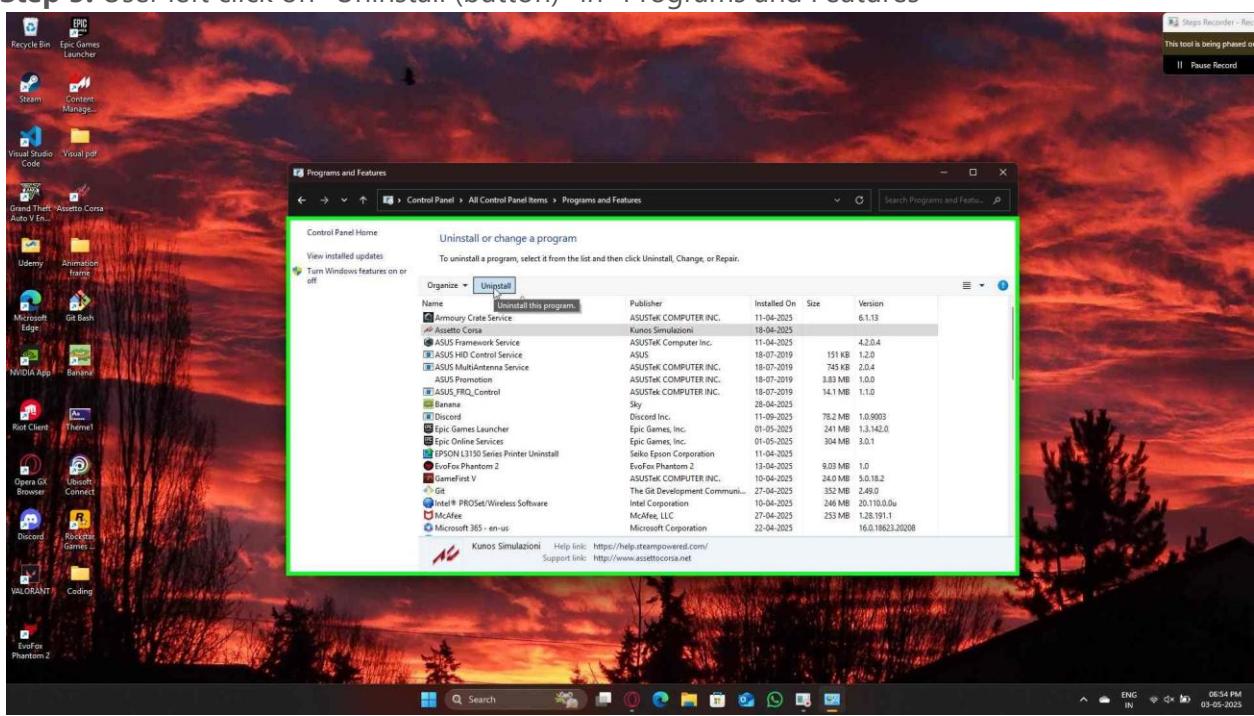 Step 5: User left click on "Uninstall (button)" in "Programs and Features"
Recycle Bin
Epic Games Launcher
Steam
Content Manage...
Visual Studio Code
Visual pdf
Grand Theft Auto V En...
Assetto Corsa
Udemy
Animation frame
Microsoft Edge
Git Bash
NVIDIA App
Banana
Riot Client
Theme1
Opera GX Browser
Ubisoft Connect
Discord
Rockstar Games ...
VALORANT
Coding
EvoFox Phantom 2
Steps Recorder - Rec
This tool is being phased o
Pause Record
Programs and Features
Control Panel > All Control Panel Items > Programs and Features
Search Programs and Featu...
Control Panel Home
View installed updates
Turn Windows features on or off
Uninstall or change a program
To uninstall a program, select it from the list and then click Uninstall, Change, or Repair.
Organize Uninstall
Uninstall this program.
Name Publisher Installed On Size Version
Armoury Crate Service ASUSTeK COMPUTER INC. 11-04-2025 6.1.13
Assetto Corsa Kunos Simulazioni 18-04-2025
ASUS Framework Service ASUSTeK Computer Inc. 11-04-2025 4.2.0.4
ASUS HID Control Service ASUS 18-07-2019 151 KB 1.2.0
ASUS MultiAntenna Service ASUSTeK COMPUTER INC. 18-07-2019 745 KB 2.0.4
ASUS Promotion ASUSTeK COMPUTER INC. 18-07-2019 3.83 MB 1.0.0
ASUS_FRQ_Control ASUSTeK COMPUTER INC. 18-07-2019 14.1 MB 1.1.0
Banana Sky 28-04-2025
Discord Discord Inc. 11-09-2025 78.2 MB 1.0.9003
Epic Games Launcher Epic Games, Inc. 01-05-2025 241 MB 1.3.142.0
Epic Online Services Epic Games, Inc. 01-05-2025 304 MB 3.0.1
EPSON L3150 Series Printer Uninstall Seiko Epson Corporation 11-04-2025
EvoFox Phantom 2 EvoFox Phantom 2 13-04-2025 9.03 MB 1.0
GameFirst V ASUSTeK COMPUTER INC. 10-04-2025 24.0 MB 5.0.18.2
Git The Git Development Communi... 27-04-2025 352 MB 2.49.0
Intel® PROSet/Wireless Software Intel Corporation 10-04-2025 246 MB 20.110.0.0u
McAfee McAfee, LLC 27-04-2025 253 MB 1.28.191.1
Microsoft 365 - en-us Microsoft Corporation 22-04-2025 16.0.18623.20208
Kunos Simulazioni Help link: https://help.steampowered.com/
Support link: http://www.assettocorsa.net
Search
ENG IN
06:54 PM
03-05-2025